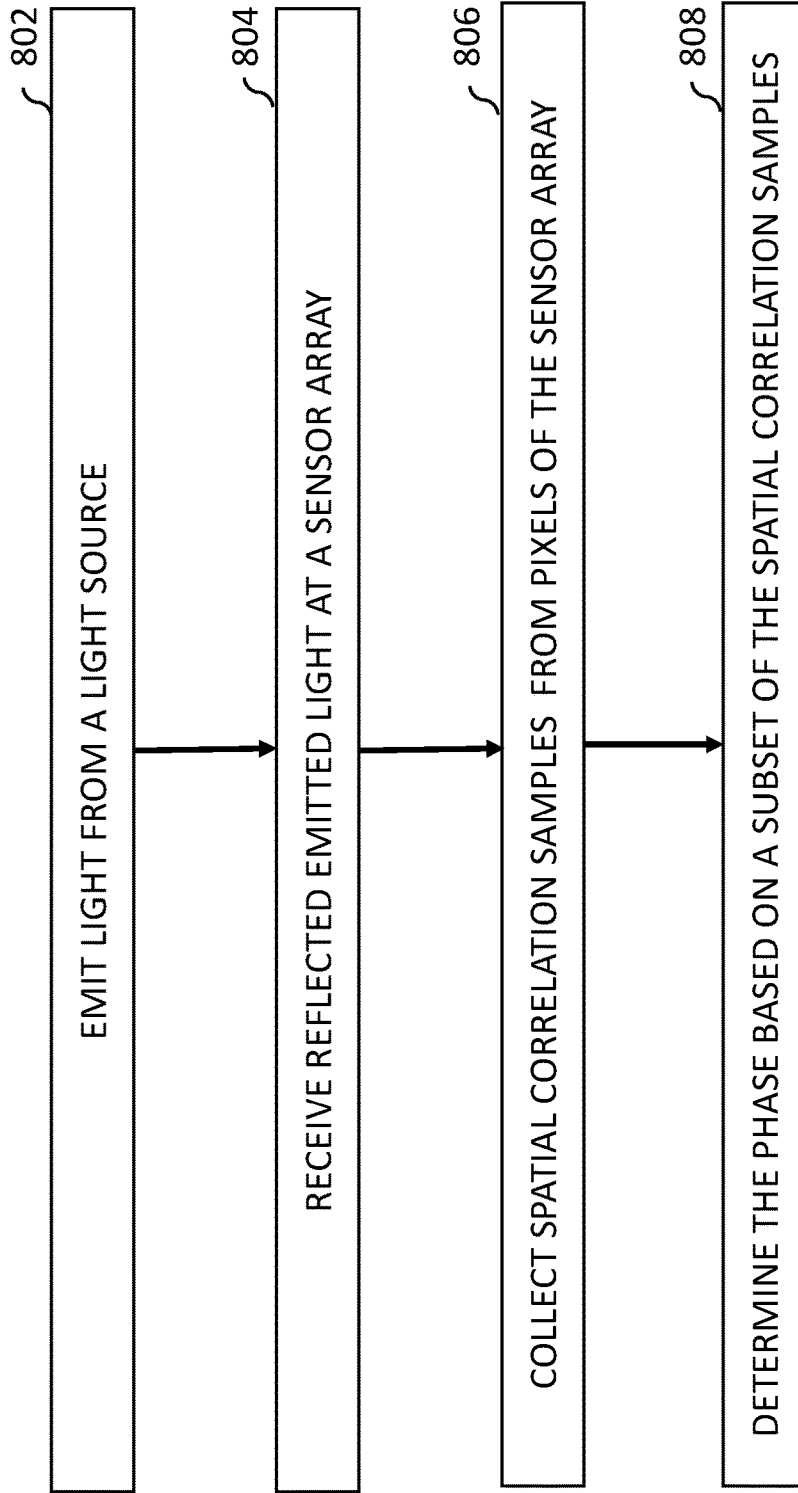 802
EMIT LIGHT FROM A LIGHT SOURCE
804
RECEIVE REFLECTED EMITTED LIGHT AT A SENSOR ARRAY
806
COLLECT SPATIAL CORRELATION SAMPLES FROM PIXELS OF THE SENSOR ARRAY
808
DETERMINE THE PHASE BASED ON A SUBSET OF THE SPATIAL CORRELATION SAMPLES